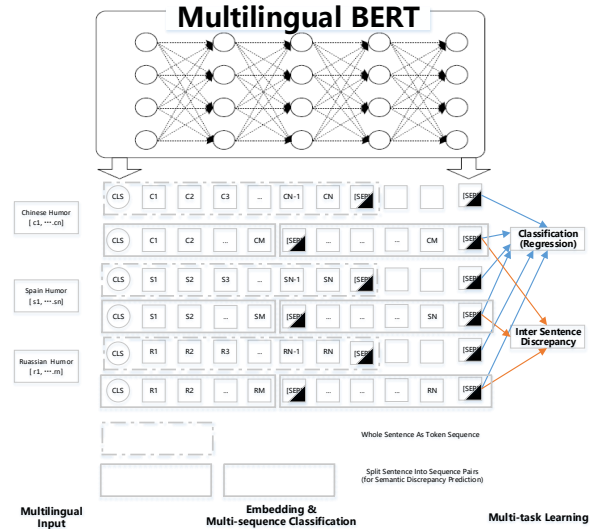 Multilingual BERT
CLS C1 C2 C3 ... CN-1 CN [SEP] [SEP]
Chinese Humor
[ c1, ….cn]
CLS C1 C2 ... CM [SEP] ... ... ... CM [SEP]
Classification
(Regression)
CLS S1 S2 S3 ... SN-1 SN [SEP] [SEP]
Spain Humor
[ s1, ….sn]
CLS S1 S2 ... SM [SEP] ... ... ... SN [SEP]
Inter Sentence
Discrepancy
CLS R1 R2 R3 ... RN-1 RN [SEP] [SEP]
Ruassian Humor
[ r1, ….rn]
CLS R1 R2 ... RM [SEP] ... ... ... RN [SEP]
Whole Sentence As Token Sequence
Split Sentence Into Sequence Pairs
(for Semantic Discrepancy Prediction)
Multilingual
Input
Embedding &
Multi-sequence Classification
Multi-task Learning